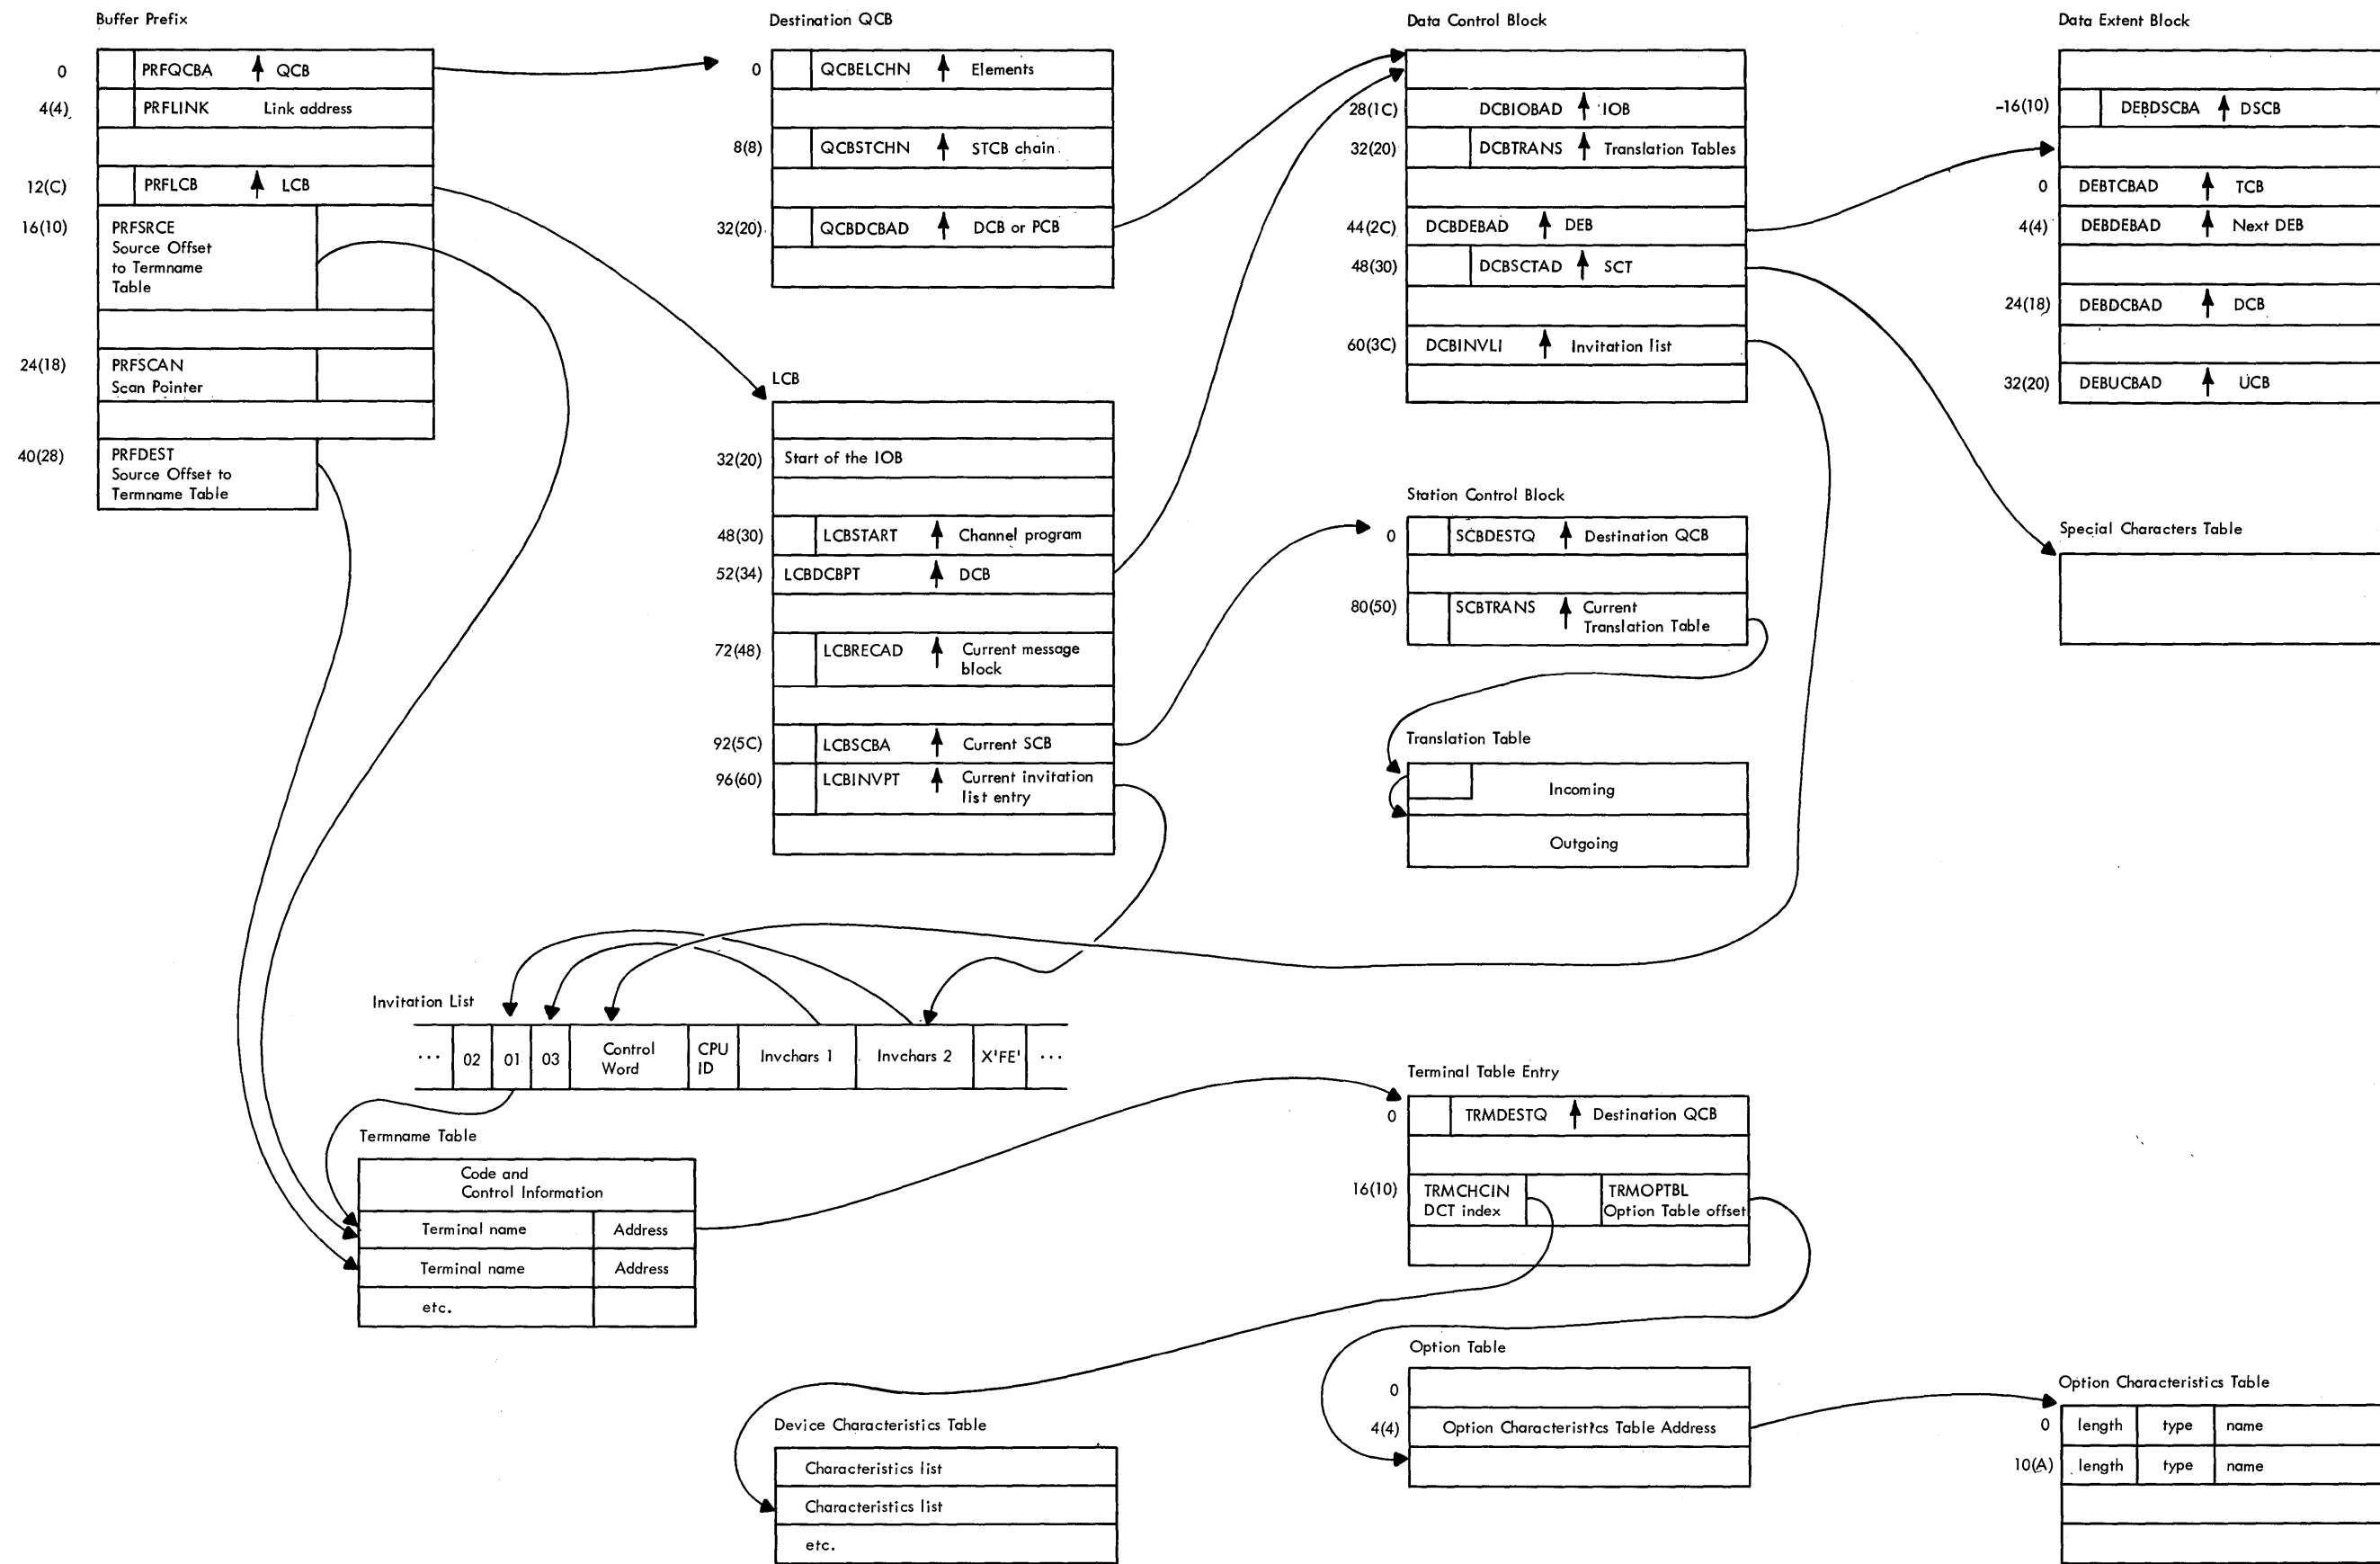 Buffer Prefix
0
PRFQCBA QCB
4(4)
PRFLINK Link address
12(C)
PRFLCB LCB
16(10)
PRFSRCE
Source Offset
to Termname
Table
24(18)
PRFSCAN
Scan Pointer
40(28)
PRFDEST
Source Offset to
Termname Table
Destination QCB
0
QCBELCHN Elements
8(8)
QCBSTCHN STCB chain
32(20)
QCBDCBAD DCB or PCB
LCB
32(20)
Start of the IOB
48(30)
LCBSTART Channel program
52(34)
LCBDCBPT DCB
72(48)
LCBRECAD Current message
block
92(5C)
LCBSCBA Current SCB
96(60)
LCBINVPT Current invitation
list entry
Data Control Block
28(1C)
DCBIOBAD IOB
32(20)
DCBTRANS Translation Tables
44(2C)
DCBDEBAD DEB
48(30)
DCBSCTAD SCT
60(3C)
DCBINVLI Invitation list
Station Control Block
0
SCBDESTQ Destination QCB
80(50)
SCBTRANS Current
Translation Table
Translation Table
Incoming
Outgoing
Data Extent Block
-16(10)
DEBDSCBA DSCB
0
DEBTCBAD TCB
4(4)
DEBDEBAD Next DEB
24(18)
DEBDCBAD DCB
32(20)
DEBUCBAD UCB
Special Characters Table
Invitation List
... 02 01 03 Control
Word CPU
ID Invchars 1 Invchars 2 X'FE' ...
Termname Table
Code and
Control Information
Terminal name Address
Terminal name Address
etc.
Terminal Table Entry
0
TRMDESTQ Destination QCB
16(10)
TRMCHCIN
DCT index
TRMOPTBL
Option Table offset
Option Table
0
4(4)
Option Characteristics Table Address
Device Characteristics Table
Characteristics list
Characteristics list
etc.
Option Characteristics Table
0
length type name
10(A)
length type name